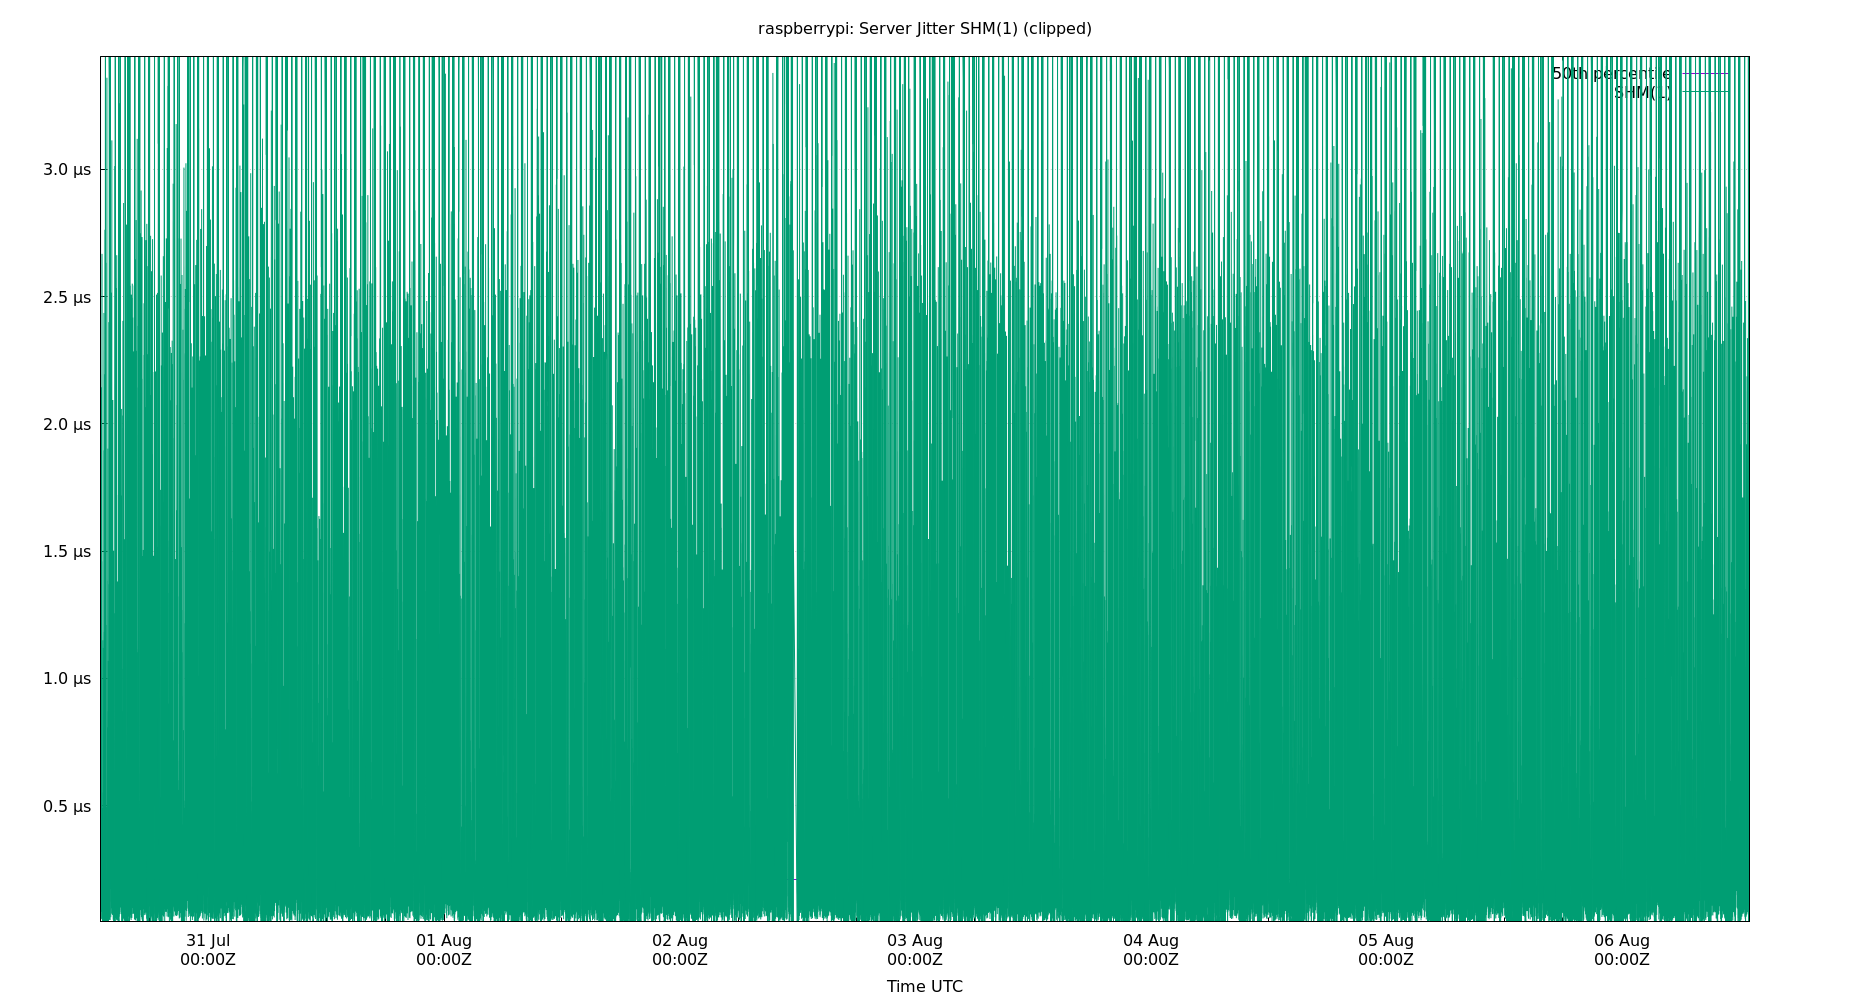 raspberrypi: Server Jitter SHM(1) (clipped)
50th percentile
SHM(1)
3.0 µs
2.5 µs
2.0 µs
1.5 µs
1.0 µs
0.5 µs
31 Jul 01 Aug 02 Aug 03 Aug 04 Aug 05 Aug 06 Aug
00:00Z 00:00Z 00:00Z 00:00Z 00:00Z 00:00Z 00:00Z
Time UTC